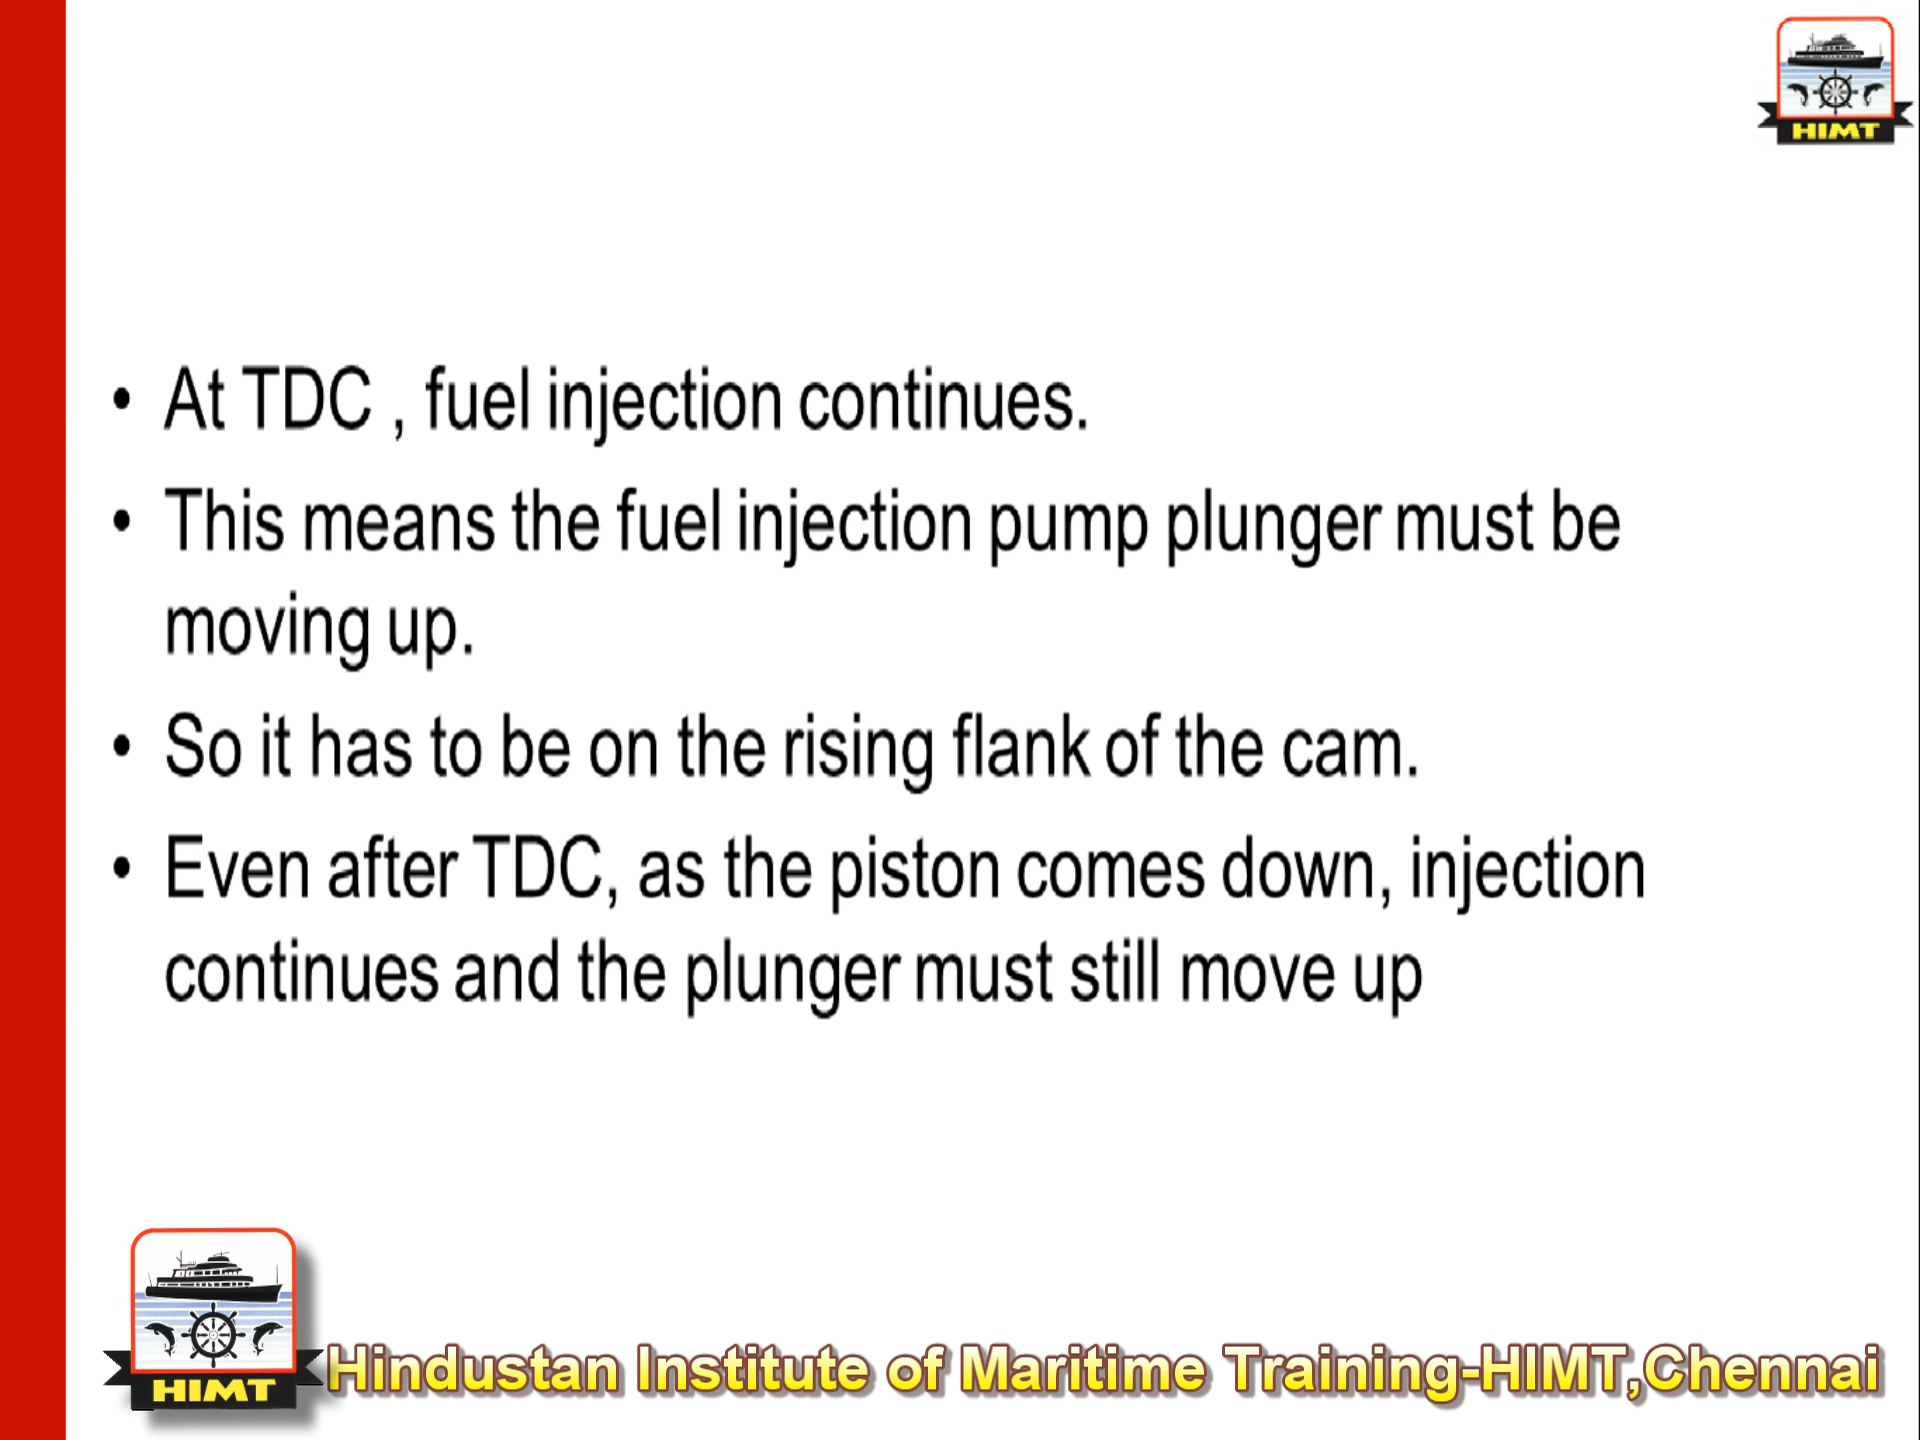 HIMT
• At TDC , fuel injection continues.
• This means the fuel injection pump plunger must be
moving up.
• So it has to be on the rising flank of the cam.
• Even after TDC, as the piston comes down, injection
continues and the plunger must still move up
HIMT
Hindustan Institute of Maritime Training-HIMT,Chennai